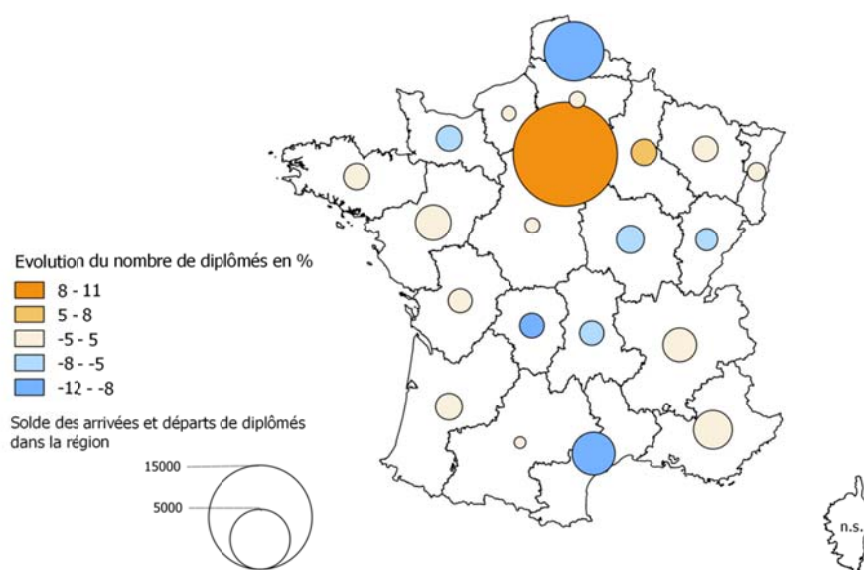 Evolution du nombre de diplômés en %
8 - 11
5 - 8
-5 - 5
-8 - -5
-12 - -8
Solde des arrivées et départs de diplômés
dans la région
15000
5000
n.s.